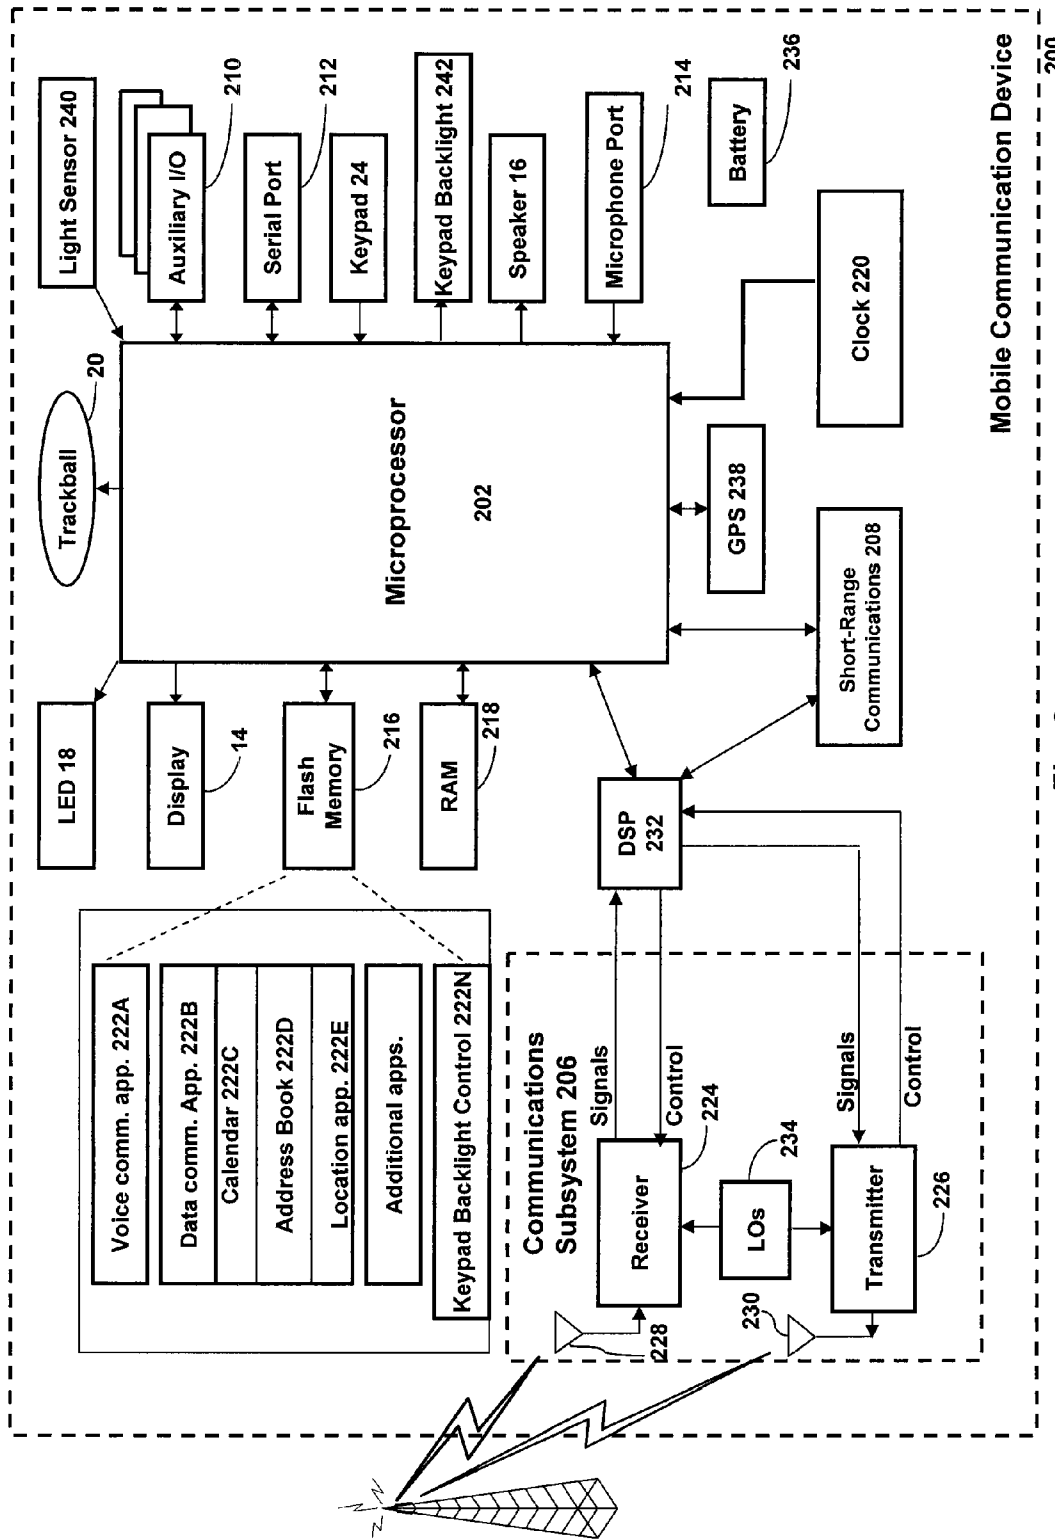 Voice comm. app. 222A
Data comm. App. 222B
Calendar 222C
Address Book 222D
Location app. 222E
Additional apps.
Keypad Backlight Control 222N
LED 18
Display
14
Flash
Memory
216
RAM
218
Trackball
20
Microprocessor
202
Light Sensor 240
Auxiliary I/O
210
Serial Port
212
Keypad 24
Keypad Backlight 242
Speaker 16
Microphone Port
214
Battery
236
Communications
Subsystem 206
Signals
Control
Receiver
224
228
LOs
234
230
Transmitter
226
Signals
Control
DSP
232
GPS 238
Short-Range
Communications 208
Clock 220
Mobile Communication Device
200